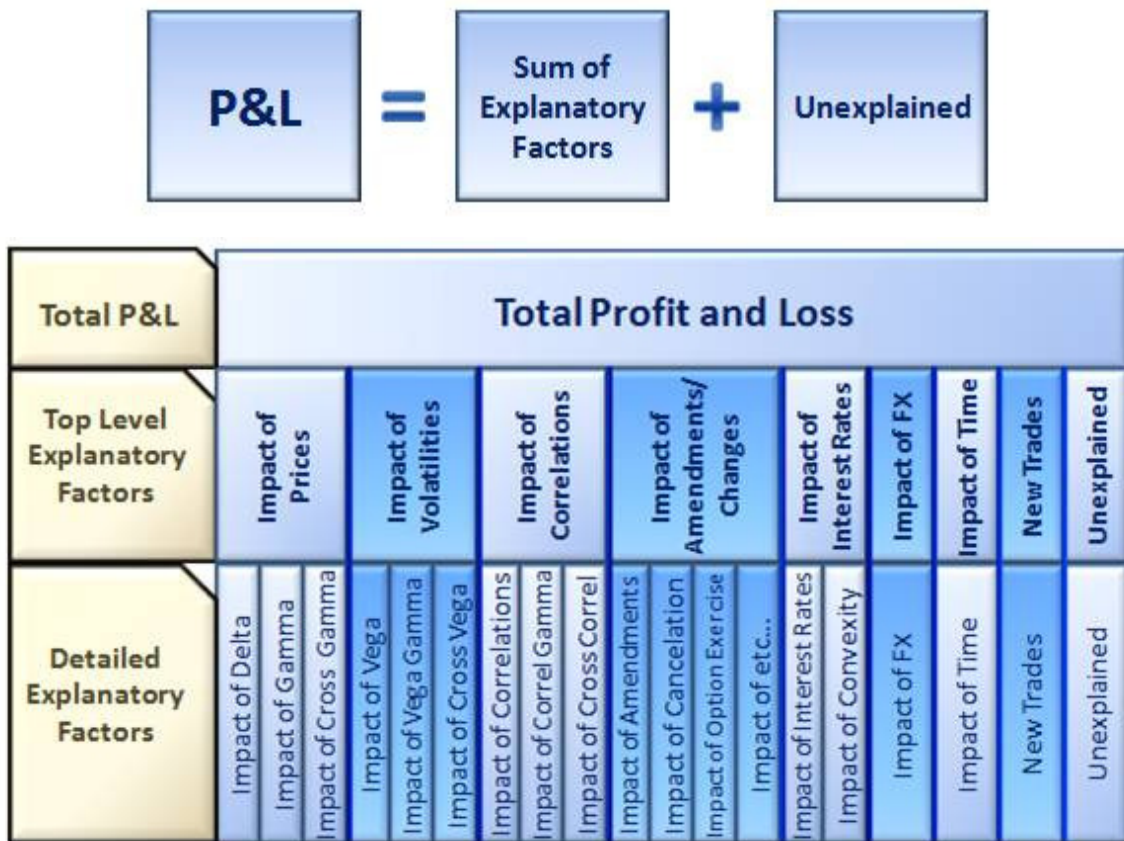 P&L
=
Sum of
Explanatory
Factors
+
Unexplained
Total P&L
Total Profit and Loss
Top Level
Explanatory
Factors
Impact of
Prices
Impact of
Volatilities
Impact of
Correlations
Impact of
Amendments/
Changes
Impact of
Interest Rates
Impact of FX
Impact of Time
New Trades
Unexplained
Detailed
Explanatory
Factors
Impact of Delta
Impact of Gamma
Impact of Cross Gamma
Impact of Vega
Impact of Vega Gamma
Impact of Cross Vega
Impact of Correlations
Impact of Correl Gamma
Impact of Cross Correl
Impact of Amendments
Impact of Cancelation
Impact of Option Exercise
Impact of etc...
Impact of Interest Rates
Impact of Convexity
Impact of FX
Impact of Time
New Trades
Unexplained